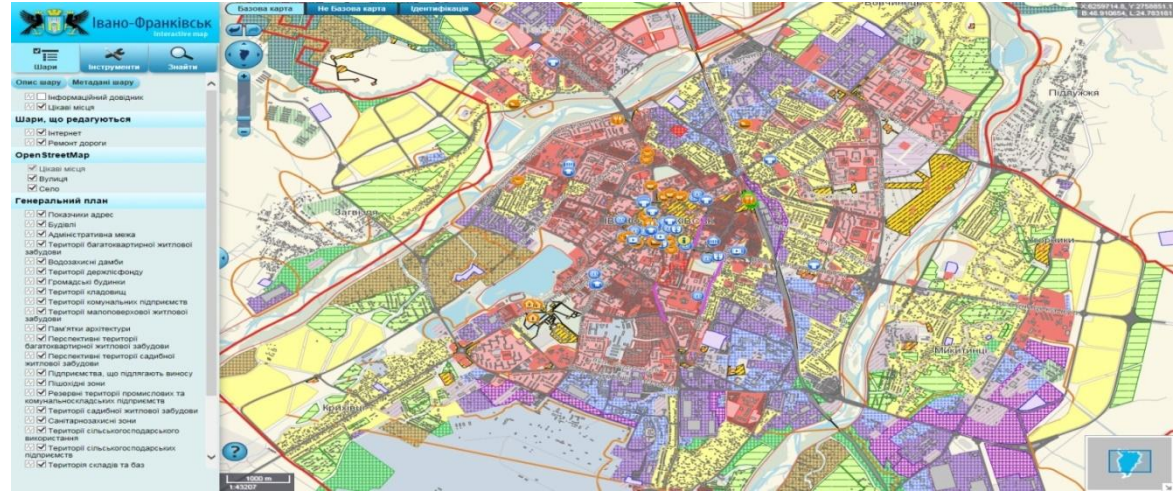 Івано-Франківськ
Interactive map
Шари
Інструменти
Знайти
Опис шару
Метадані шару
Інформаційний довідник
Цікаві місця
Шари, що редагуються
Інтернет
Ремонт дороги
OpenStreetMap
Цікаві місця
Вулиця
Село
Генеральний план
Показчики адрес
Будівлі
Адміністративна межа
Території багатоквартирної житлової
забудови
Водозахисні дамби
Території держлісфонду
Громадські будинки
Території кладовищ
Території комунальних підприємств
Території малоповерхової житлової
забудови
Пам'ятки архітектури
Перспективні території
багатоквартирної житлової забудови
Перспективні території садибної
житлової забудови
Підприємства, що підлягають виносу
Пішохідні зони
Резервні території промислових та
комунальноскладських підприємств
Території садибної житлової забудови
Санітарнозахисні зони
Території сільськогосподарського
використання
Території сільськогосподарських
підприємств
Територія складів та баз
Базова карта
Не Базова карта
Ідентифікація
Вовчинець
Підлужжя
Загвіздя
Микитинці
Крихівці
1000 m
1:43207